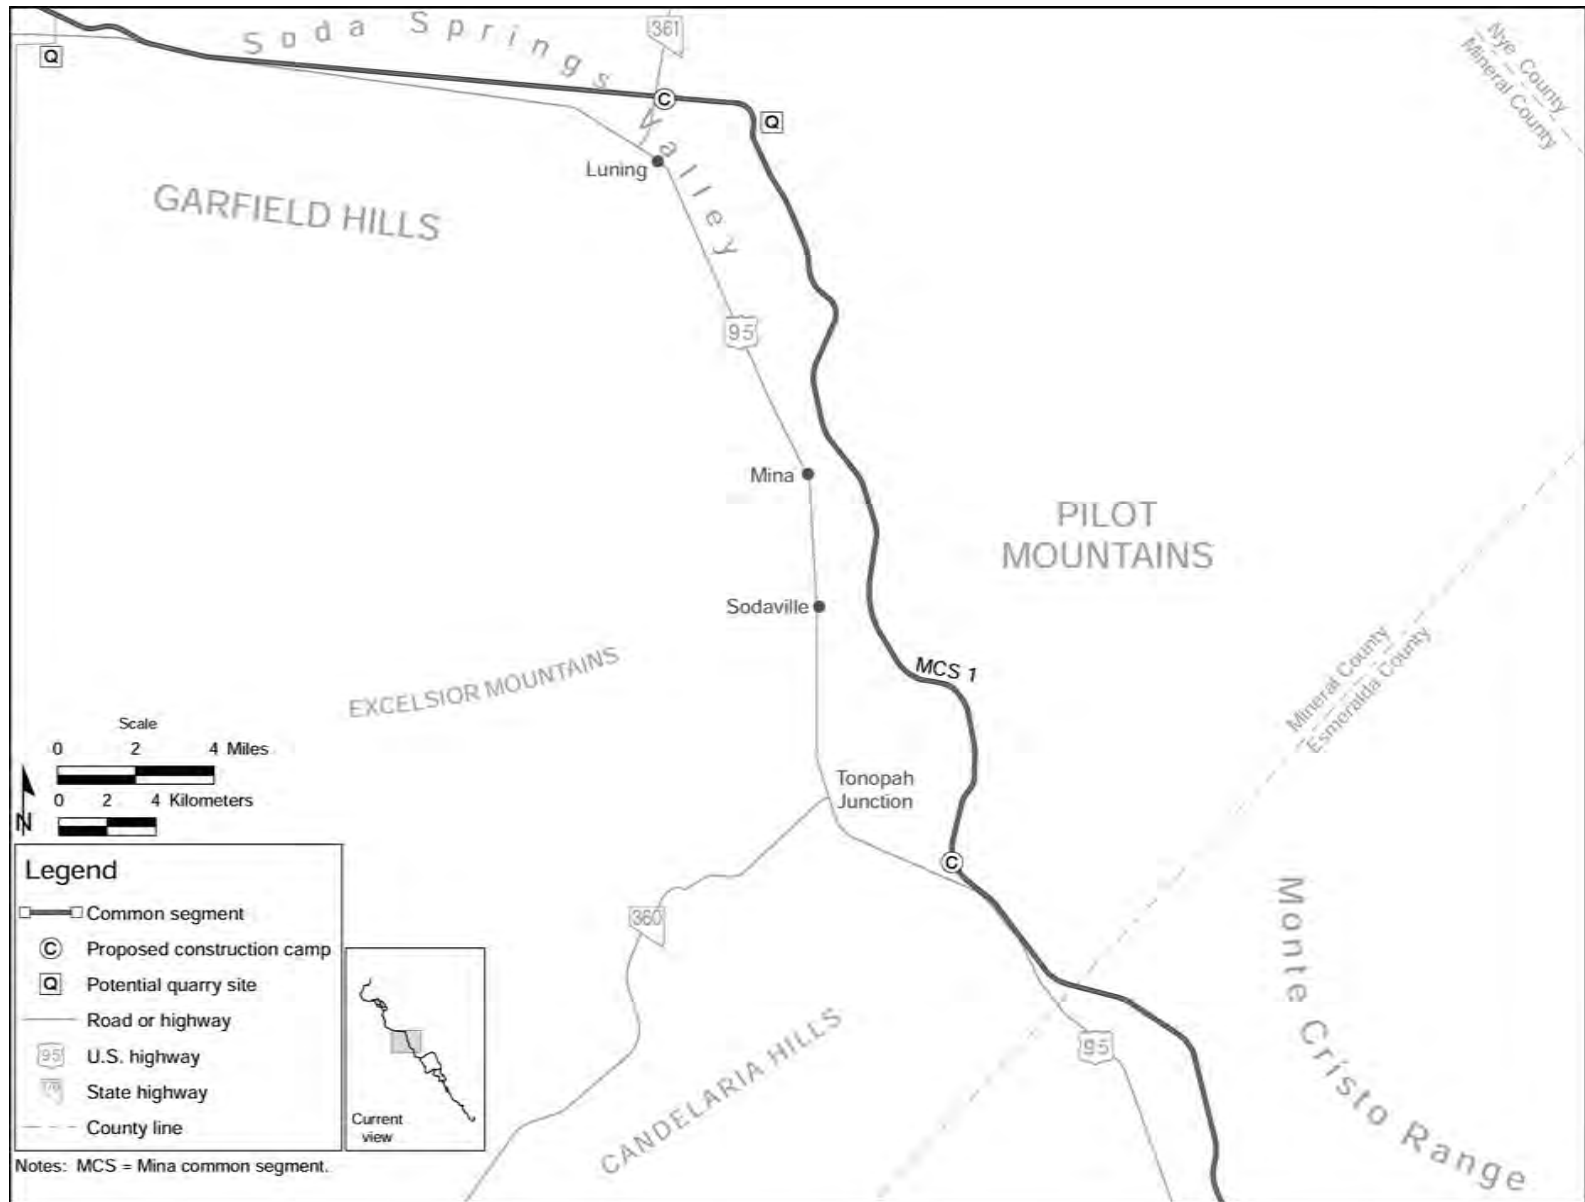 Soda Springs Valley
361
Nye County
Mineral County
Q
C
Q
Luning
GARFIELD HILLS
95
Mina
PILOT
MOUNTAINS
Sodaville
MCS 1
Mineral County
Esmeralda County
EXCELSIOR MOUNTAINS
Scale
0 2 4 Miles
0 2 4 Kilometers
N
Tonopah
Junction
C
360
Monte Cristo Range
CANDELARIA HILLS
95
Legend
Common segment
C Proposed construction camp
Q Potential quarry site
Road or highway
95 U.S. highway
State highway
County line
Current
view
Notes: MCS = Mina common segment.